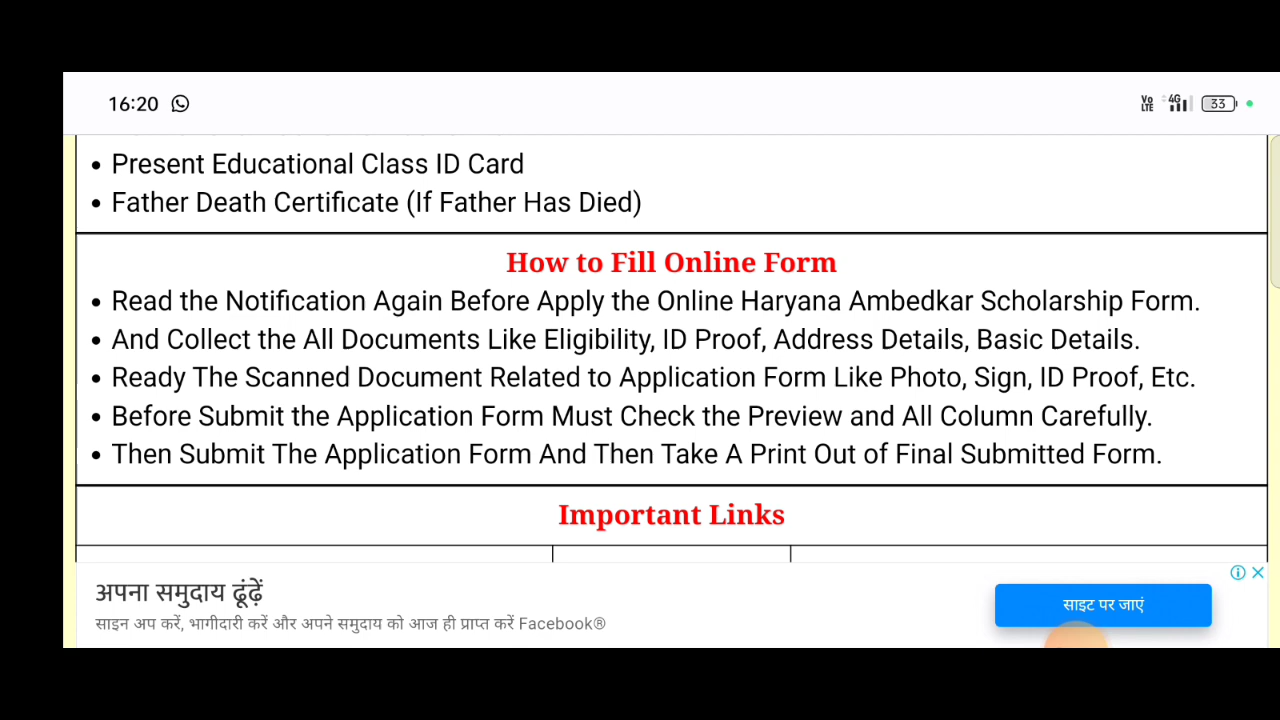 16:20 Vo LTE 4G 33
• Present Educational Class ID Card
• Father Death Certificate (If Father Has Died)
How to Fill Online Form
• Read the Notification Again Before Apply the Online Haryana Ambedkar Scholarship Form.
• And Collect the All Documents Like Eligibility, ID Proof, Address Details, Basic Details.
• Ready The Scanned Document Related to Application Form Like Photo, Sign, ID Proof, Etc.
• Before Submit the Application Form Must Check the Preview and All Column Carefully.
• Then Submit The Application Form And Then Take A Print Out of Final Submitted Form.
Important Links
अपना समुदाय ढूंढ़ें
साइन अप करें, भागीदारी करें और अपने समुदाय को आज ही प्राप्त करें Facebook®
साइट पर जाएं